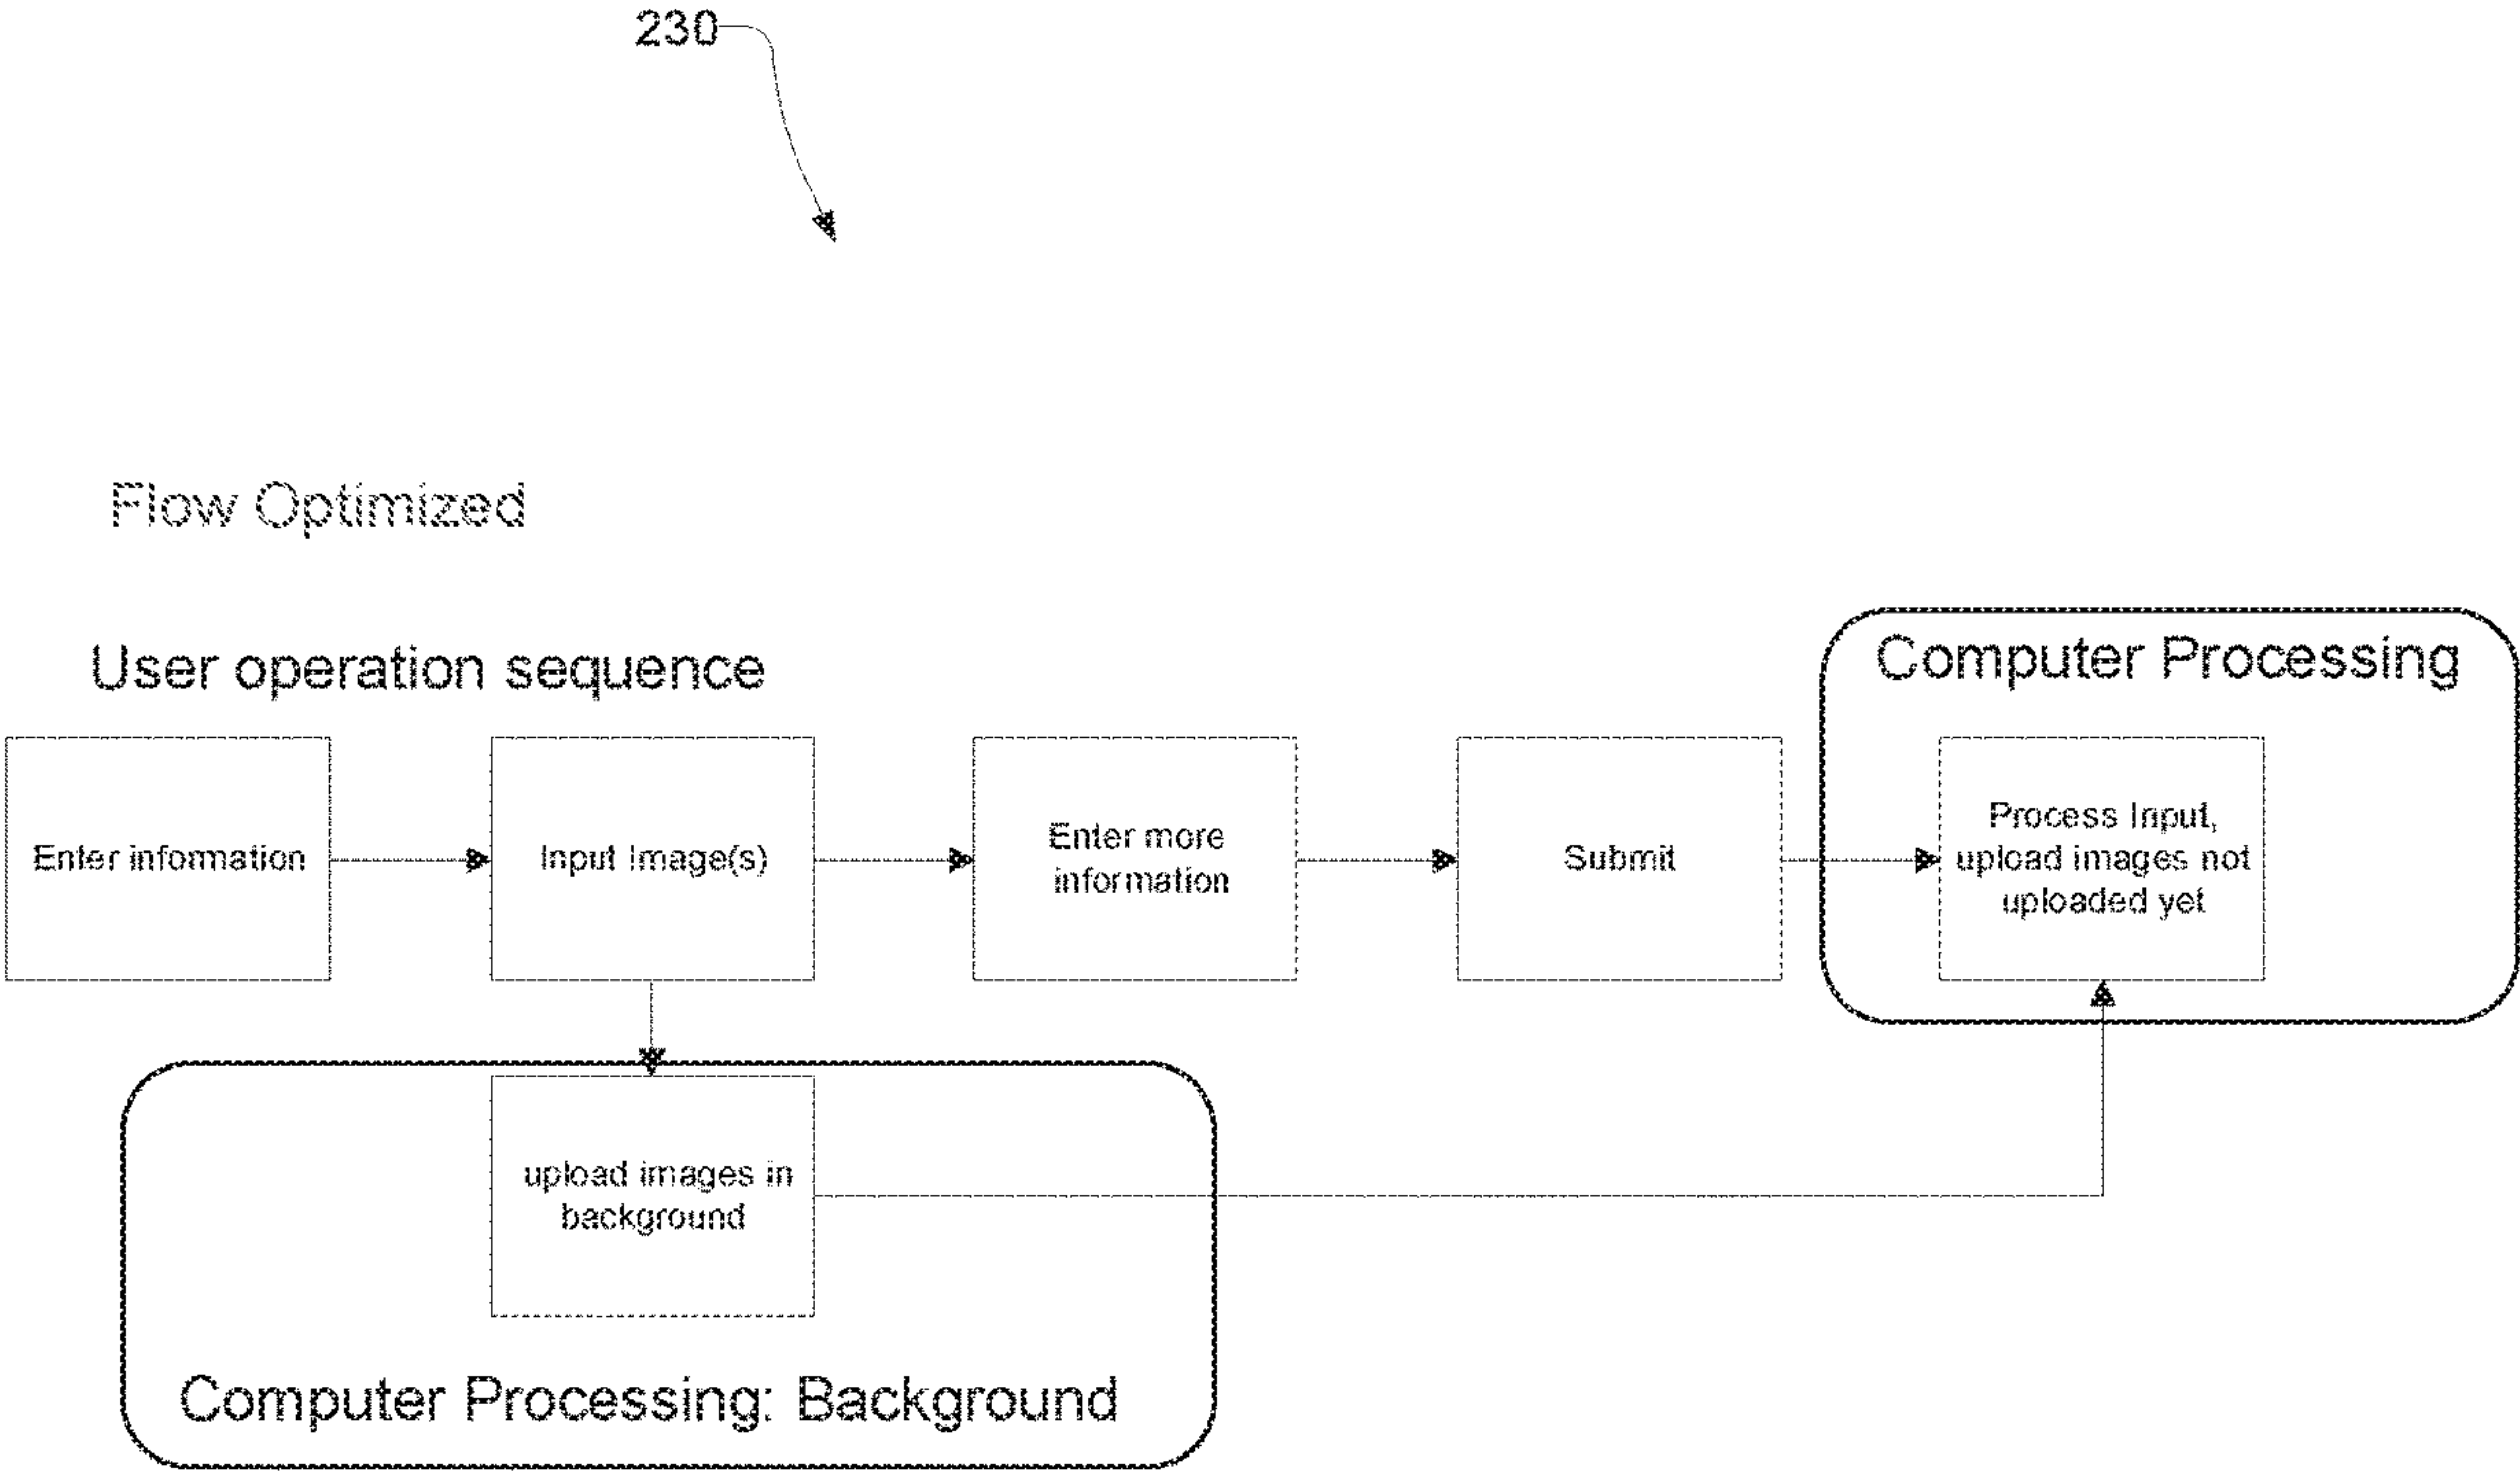 230
Flow Optimized
User operation sequence
Computer Processing
Enter information
Input Image(s)
Enter more
information
Submit
Process Input,
upload images not
uploaded yet
upload images in
background
Computer Processing: Background